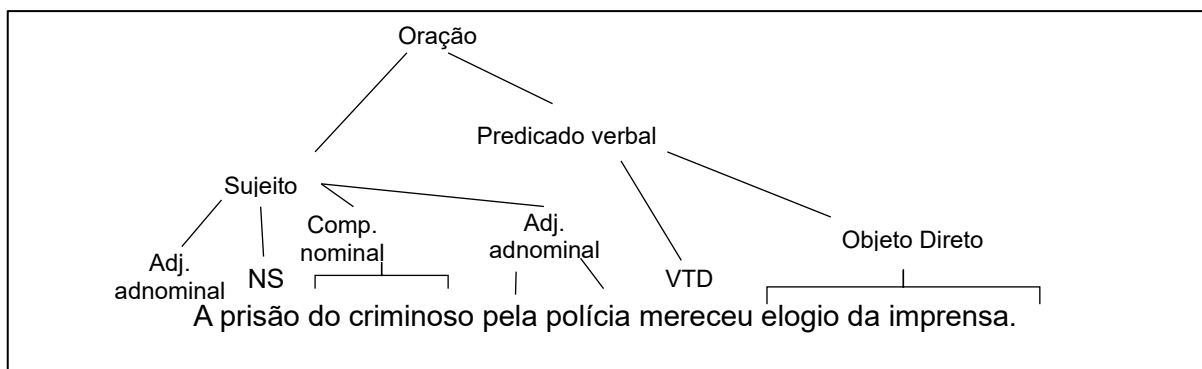 Oração
Predicado verbal
Sujeito
Comp.
nominal
Adj.
adnominal
Objeto Direto
Adj.
adnominal
NS
VTD
A prisão do criminoso pela polícia mereceu elogio da imprensa.